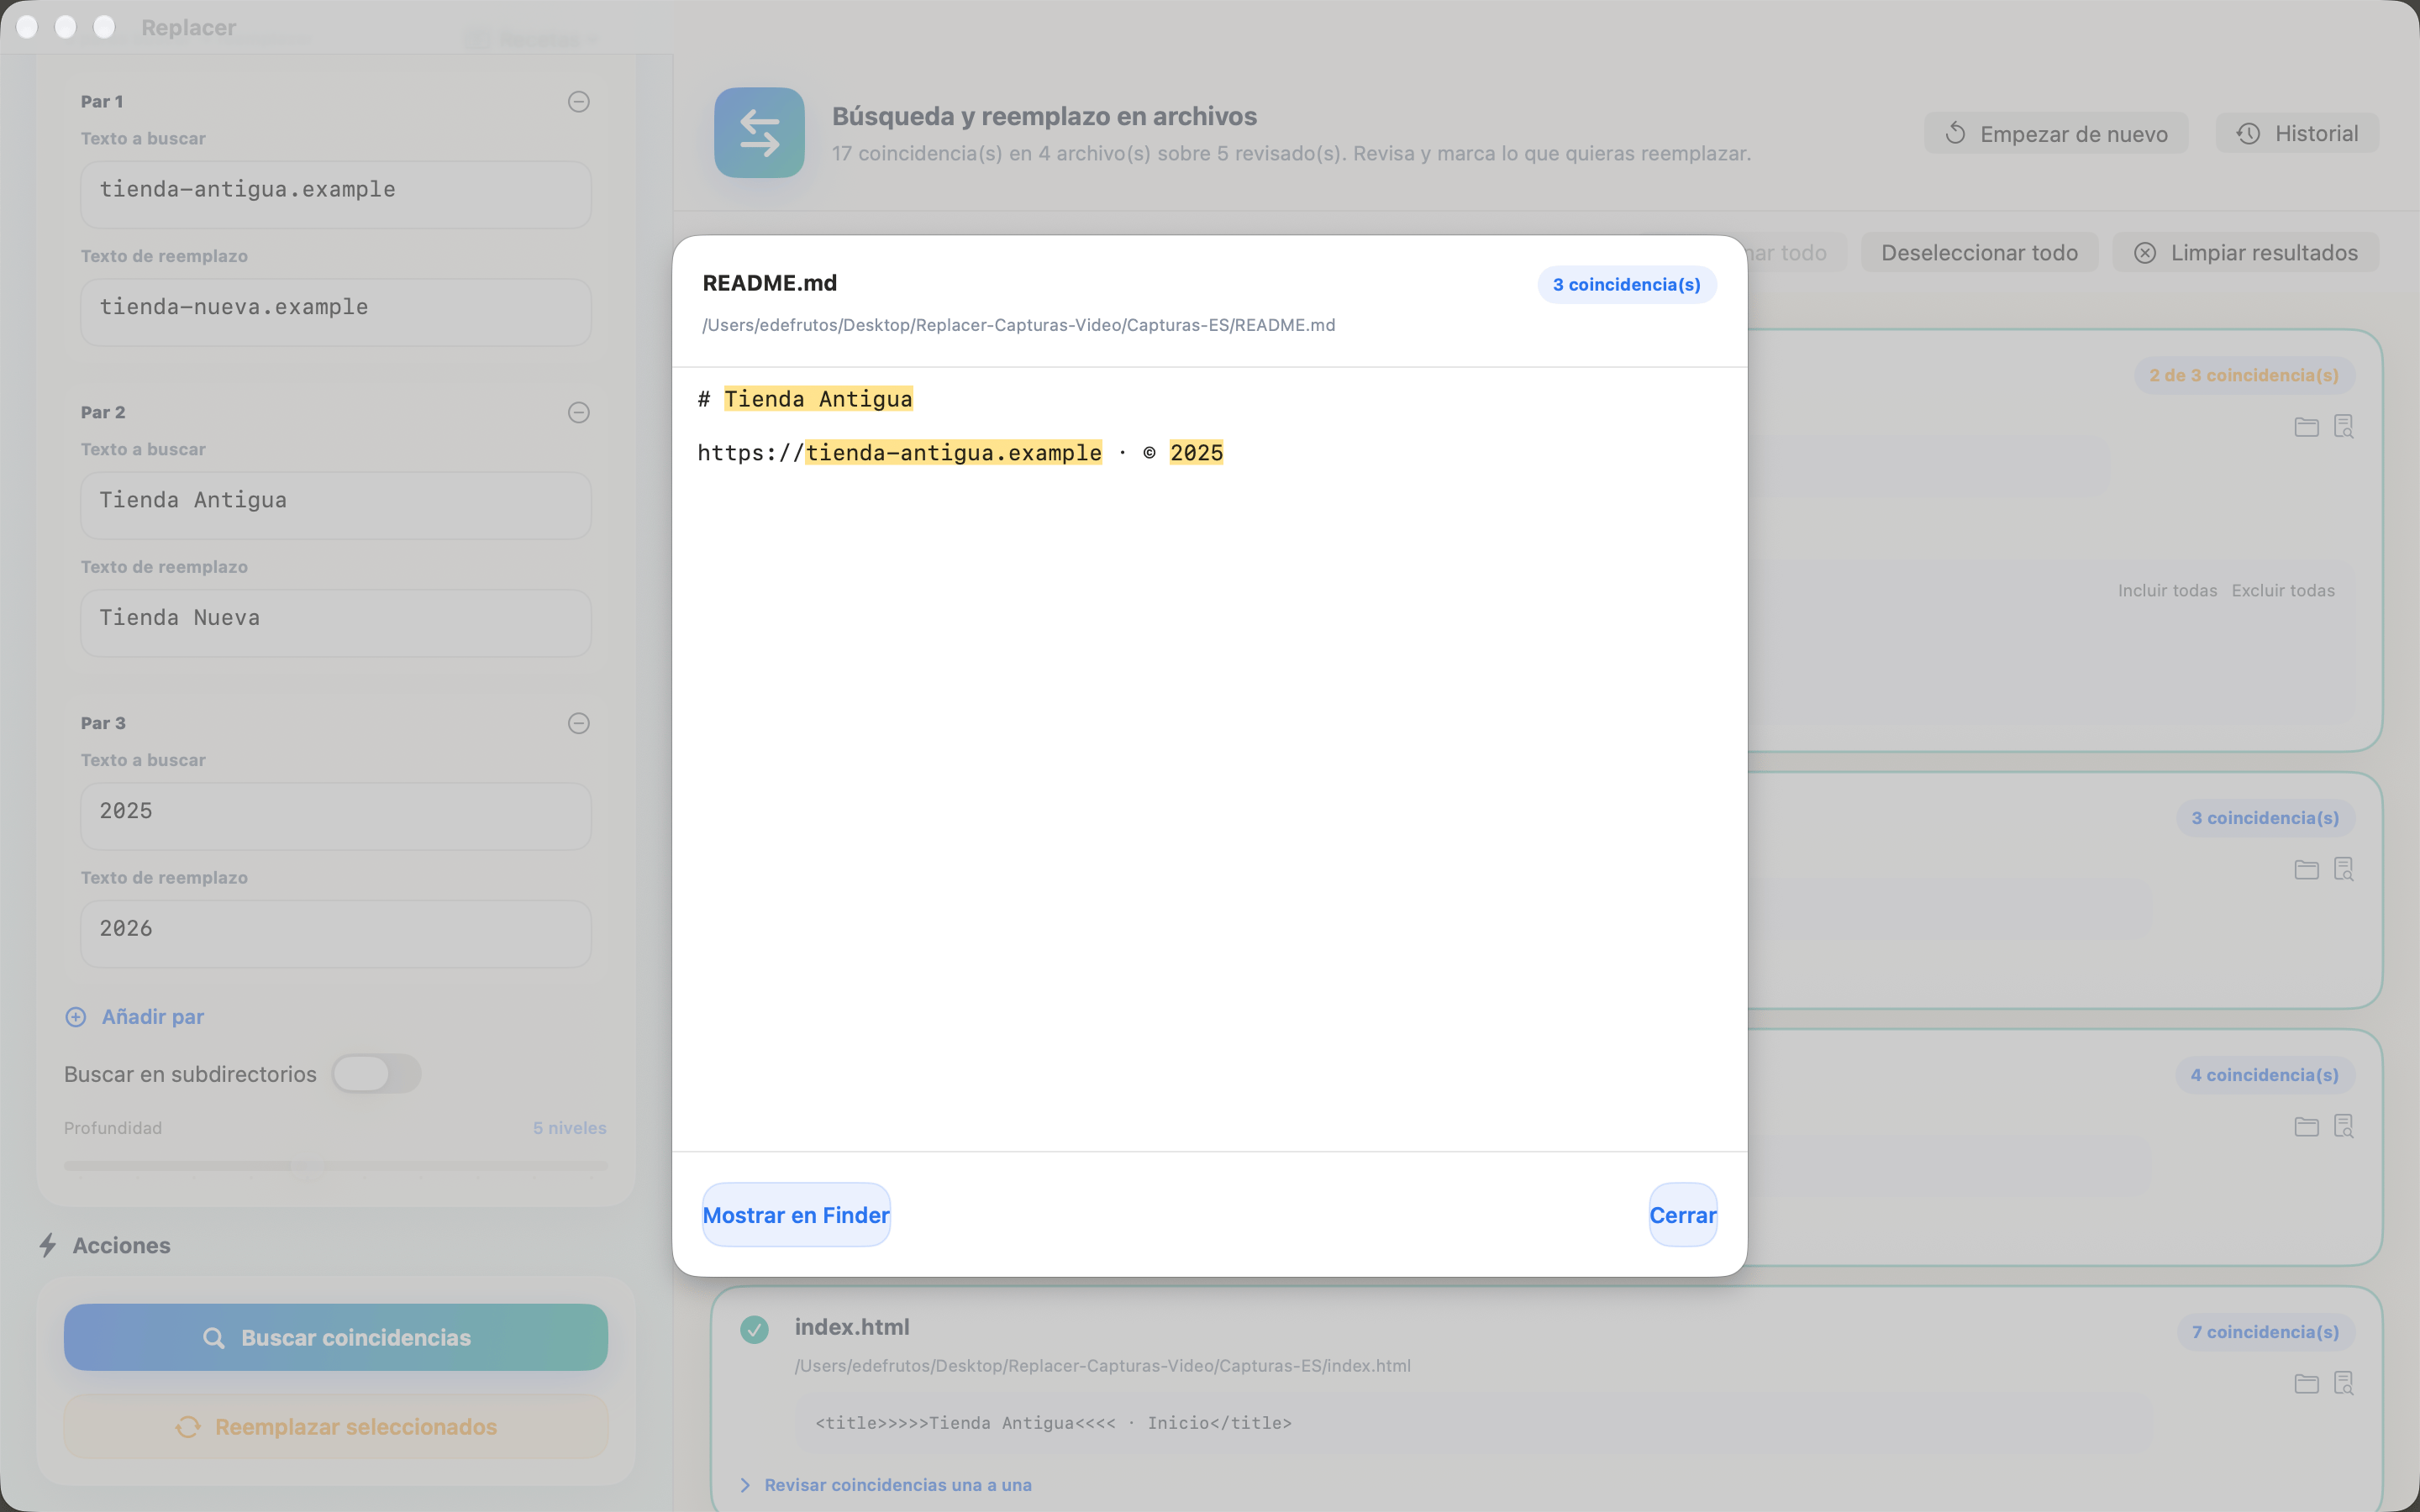 Replacer
Par 1
Texto a buscar
tienda-antigua.example
Texto de reemplazo
tienda-nueva.example
Par 2
Texto a buscar
Tienda Antigua
Texto de reemplazo
Tienda Nueva
Par 3
Texto a buscar
2025
Texto de reemplazo
2026
Añadir par
Buscar en subdirectorios
Profundidad
5 niveles
Acciones
Buscar coincidencias
Reemplazar seleccionados
Búsqueda y reemplazo en archivos
17 coincidencia(s) en 4 archivo(s) sobre 5 revisado(s). Revisa y marca lo que quieras reemplazar.
Empezar de nuevo
Historial
todo
Deseleccionar todo
Limpiar resultados
README.md
3 coincidencia(s)
/Users/edefrutos/Desktop/Replacer-Capturas-Video/Capturas-ES/README.md
# Tienda Antigua
https://tienda-antigua.example · © 2025
Mostrar en Finder
Cerrar
2 de 3 coincidencia(s)
Incluir todas
Excluir todas
3 coincidencia(s)
4 coincidencia(s)
index.html
7 coincidencia(s)
/Users/edefrutos/Desktop/Replacer-Capturas-Video/Capturas-ES/index.html
<title>>>>>Tienda Antigua<<<< · Inicio</title>
Revisar coincidencias una a una